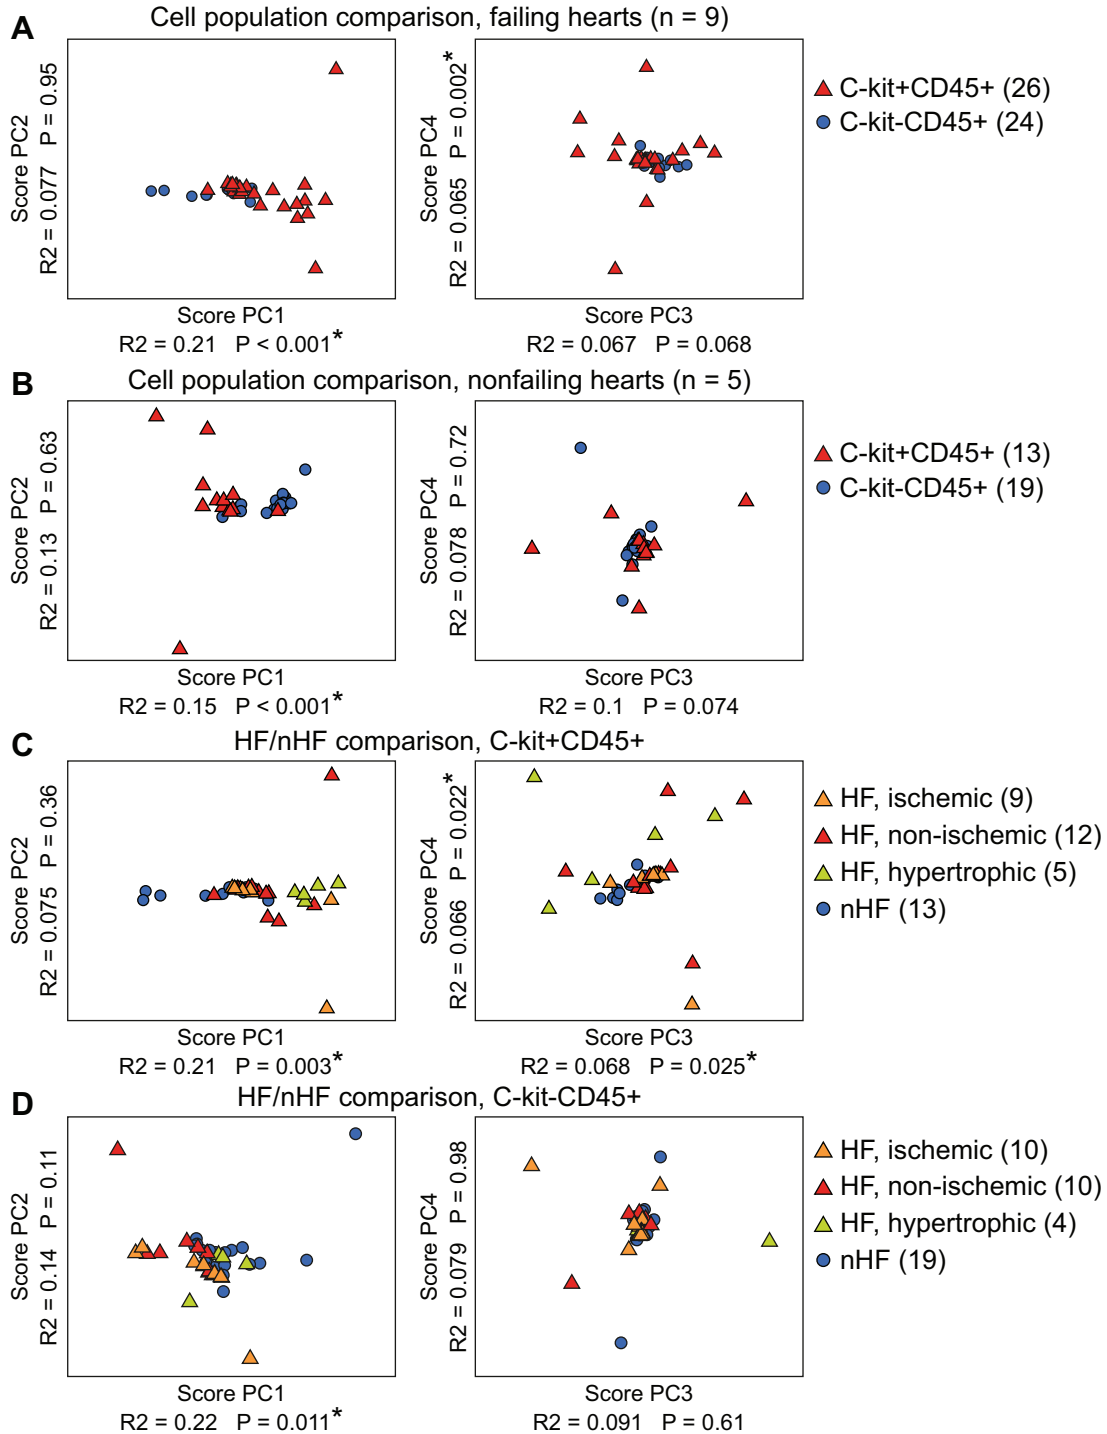 A
Cell population comparison, failing hearts (n = 9)
Score PC2
R2 = 0.077 P = 0.95
Score PC1
R2 = 0.21 P < 0.001*
Score PC4
R2 = 0.065 P = 0.002*
Score PC3
R2 = 0.067 P = 0.068
C-kit+CD45+ (26)
C-kit-CD45+ (24)
B
Cell population comparison, nonfailing hearts (n = 5)
Score PC2
R2 = 0.13 P = 0.63
Score PC1
R2 = 0.15 P < 0.001*
Score PC4
R2 = 0.078 P = 0.72
Score PC3
R2 = 0.1 P = 0.074
C-kit+CD45+ (13)
C-kit-CD45+ (19)
C
HF/nHF comparison, C-kit+CD45+
Score PC2
R2 = 0.075 P = 0.36
Score PC1
R2 = 0.21 P = 0.003*
Score PC4
R2 = 0.066 P = 0.022*
Score PC3
R2 = 0.068 P = 0.025*
HF, ischemic (9)
HF, non-ischemic (12)
HF, hypertrophic (5)
nHF (13)
D
HF/nHF comparison, C-kit-CD45+
Score PC2
R2 = 0.14 P = 0.11
Score PC1
R2 = 0.22 P = 0.011*
Score PC4
R2 = 0.079 P = 0.98
Score PC3
R2 = 0.091 P = 0.61
HF, ischemic (10)
HF, non-ischemic (10)
HF, hypertrophic (4)
nHF (19)